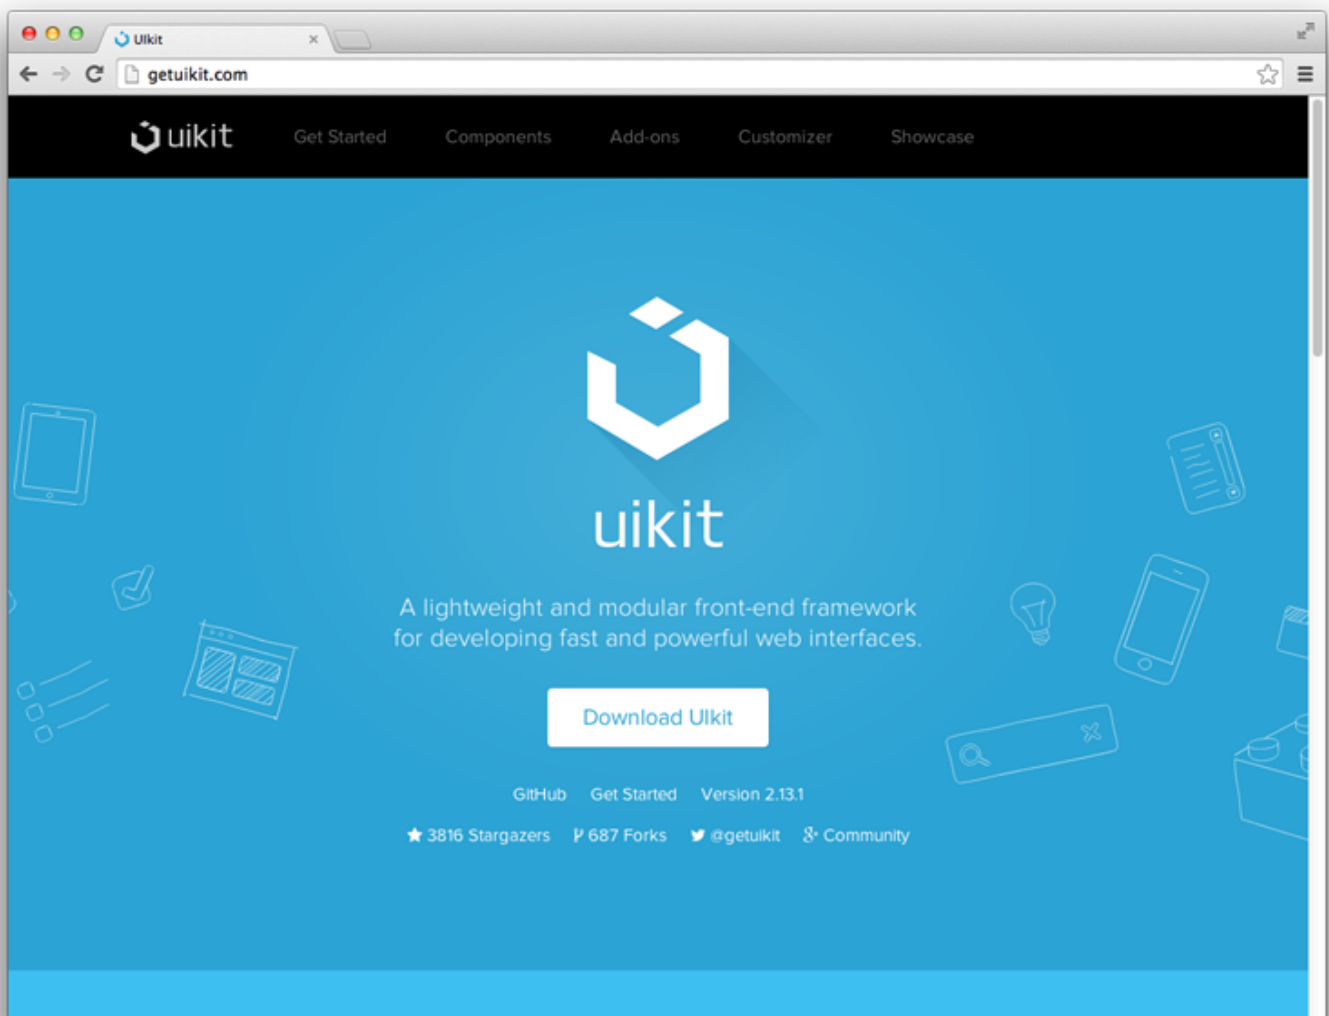 UIkit
getuikit.com
uikit Get Started Components Add-ons Customizer Showcase
uikit
A lightweight and modular front-end framework
for developing fast and powerful web interfaces.
Download UIkit
GitHub Get Started Version 2.13.1
3816 Stargazers 687 Forks @getuikit Community